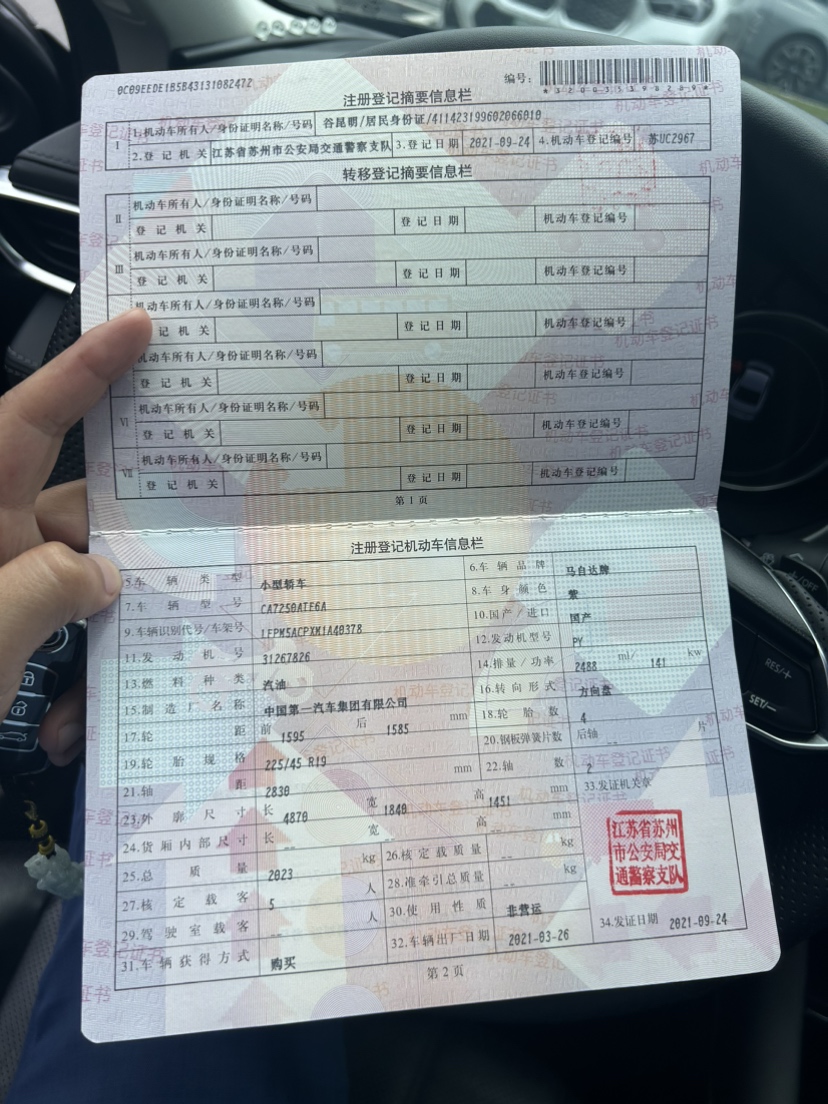 0C09EEDE1B5B4313108247Z
编号:
注册登记摘要信息栏
I 1.机动车所有人/身份证明名称/号码 谷昆明/居民身份证/411423199602066010
2.登记机关 江苏省苏州市公安局交通警察支队 3.登记日期 2021-09-24 4.机动车登记编号 苏UC2967
转移登记摘要信息栏
II 机动车所有人/身份证明名称/号码
登记机关 登记日期 机动车登记编号
III 机动车所有人/身份证明名称/号码
登记机关 登记日期 机动车登记编号
机动车所有人/身份证明名称/号码
记机关 登记日期 机动车登记编号
机动车所有人/身份证明名称/号码
登记机关 登记日期 机动车登记编号
VI 机动车所有人/身份证明名称/号码
登记机关 登记日期 机动车登记编号
VII 机动车所有人/身份证明名称/号码
登记机关 登记日期 机动车登记编号
第1页
注册登记机动车信息栏
5.车辆类型 小型轿车 6.车辆品牌 马自达牌
7.车辆型号 CA7250ATE6A 8.车身颜色 紫
9.车辆识别代号/车架号 LFPM5ACPXM1A40378 10.国产/进口 国产
11.发动机号 31267826 12.发动机型号 PY
13.燃料种类 汽油 14.排量/功率 2488 ml/ 141 kw
15.制造厂名称 中国第一汽车集团有限公司 16.转向形式 方向盘
17.轮距 前 1595 后 1585 mm 18.轮胎数 4
19.轮胎规格 225/45 R19 20.钢板弹簧片数 后轴 -- 片
21.轴距 2830 mm 22.轴数 2
23.外廓尺寸 长 4870 宽 1840 高 1451 mm 33.发证机关章
24.货厢内部尺寸 长 -- 宽 -- 高 -- mm
25.总质量 2023 kg 26.核定载质量 -- kg
27.核定载客 5 人 28.准牵引总质量 -- kg
29.驾驶室载客 -- 人 30.使用性质 非营运
31.车辆获得方式 购买 32.车辆出厂日期 2021-03-26 34.发证日期 2021-09-24
江苏省苏州
市公安局交
通警察支队
第2页
RES/+
SET/−